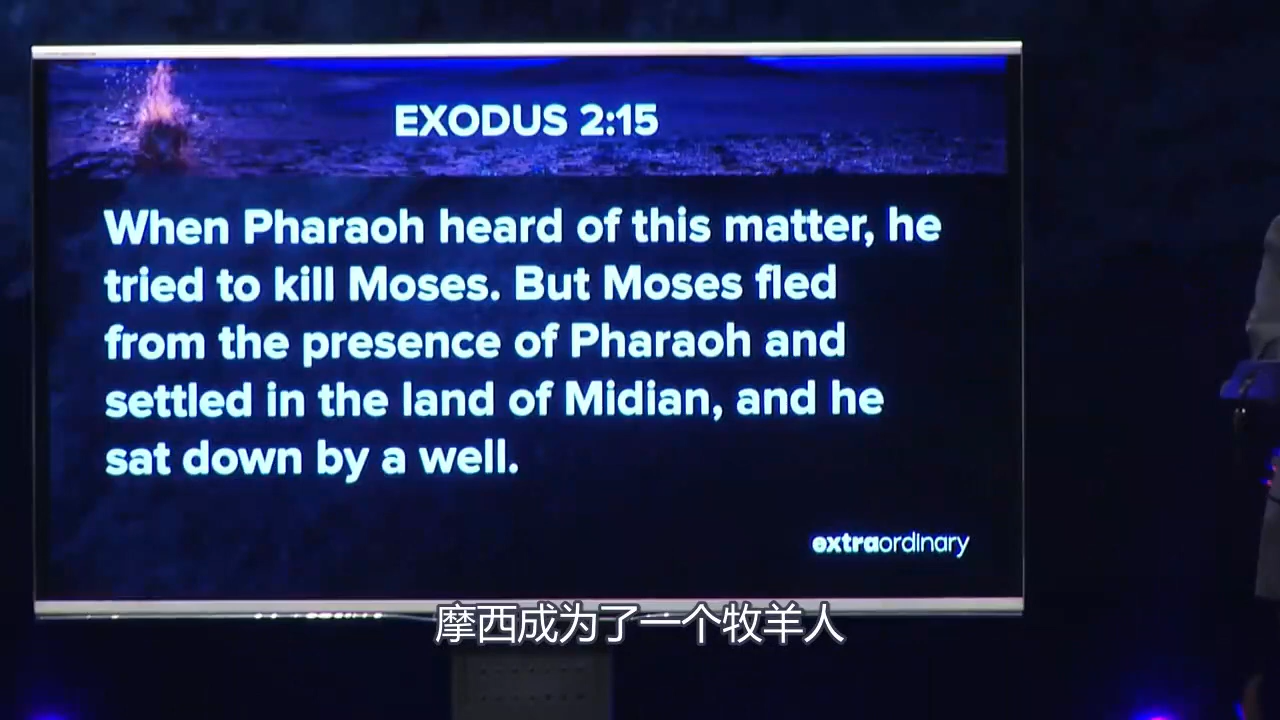 EXODUS 2:15
When Pharaoh heard of this matter, he
tried to kill Moses. But Moses fled
from the presence of Pharaoh and
settled in the land of Midian, and he
sat down by a well.
extraordinary
摩西成为了一个牧羊人